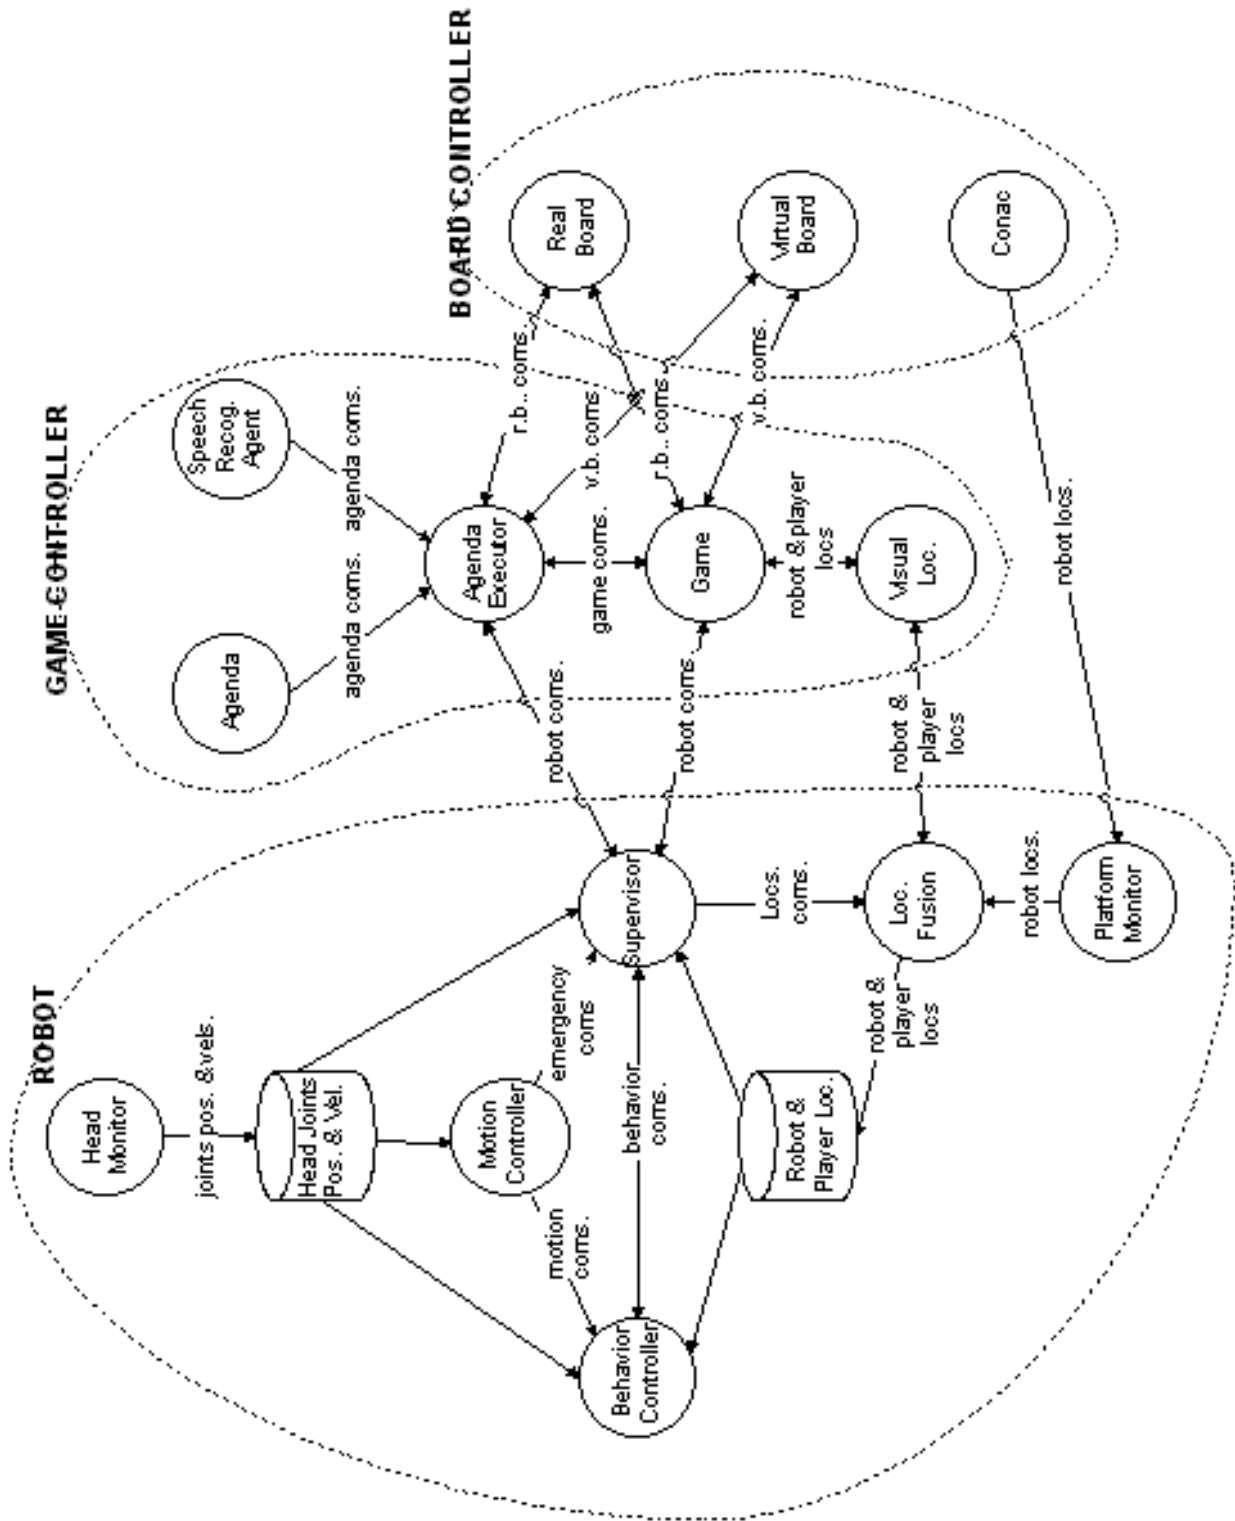 ROBOT
GAME CONTROLLER
BOARD CONTROLLER
Head
Monitor
joints pos. & vels.
Head Joints
Pos. & Vel.
Motion
Controller
motion
coms.
emergency
coms
Behavior
Controller
behavior
coms.
Supervisor
Robot &
Player Loc.
robot &
player
locs
Locs.
coms.
Loc.
Fusion
robot locs.
Platform
Monitor
Agenda
agenda coms.
Speech
Recog.
Agent
agenda coms.
Agenda
Executor
robot coms.
game coms.
Game
robot coms.
robot & player
locs
Visual
Loc.
robot &
player
locs
r.b.. coms.
v.b. coms
r.b.. coms.
v.b. coms.
Real
Board
Virtual
Board
Conac
robot locs.